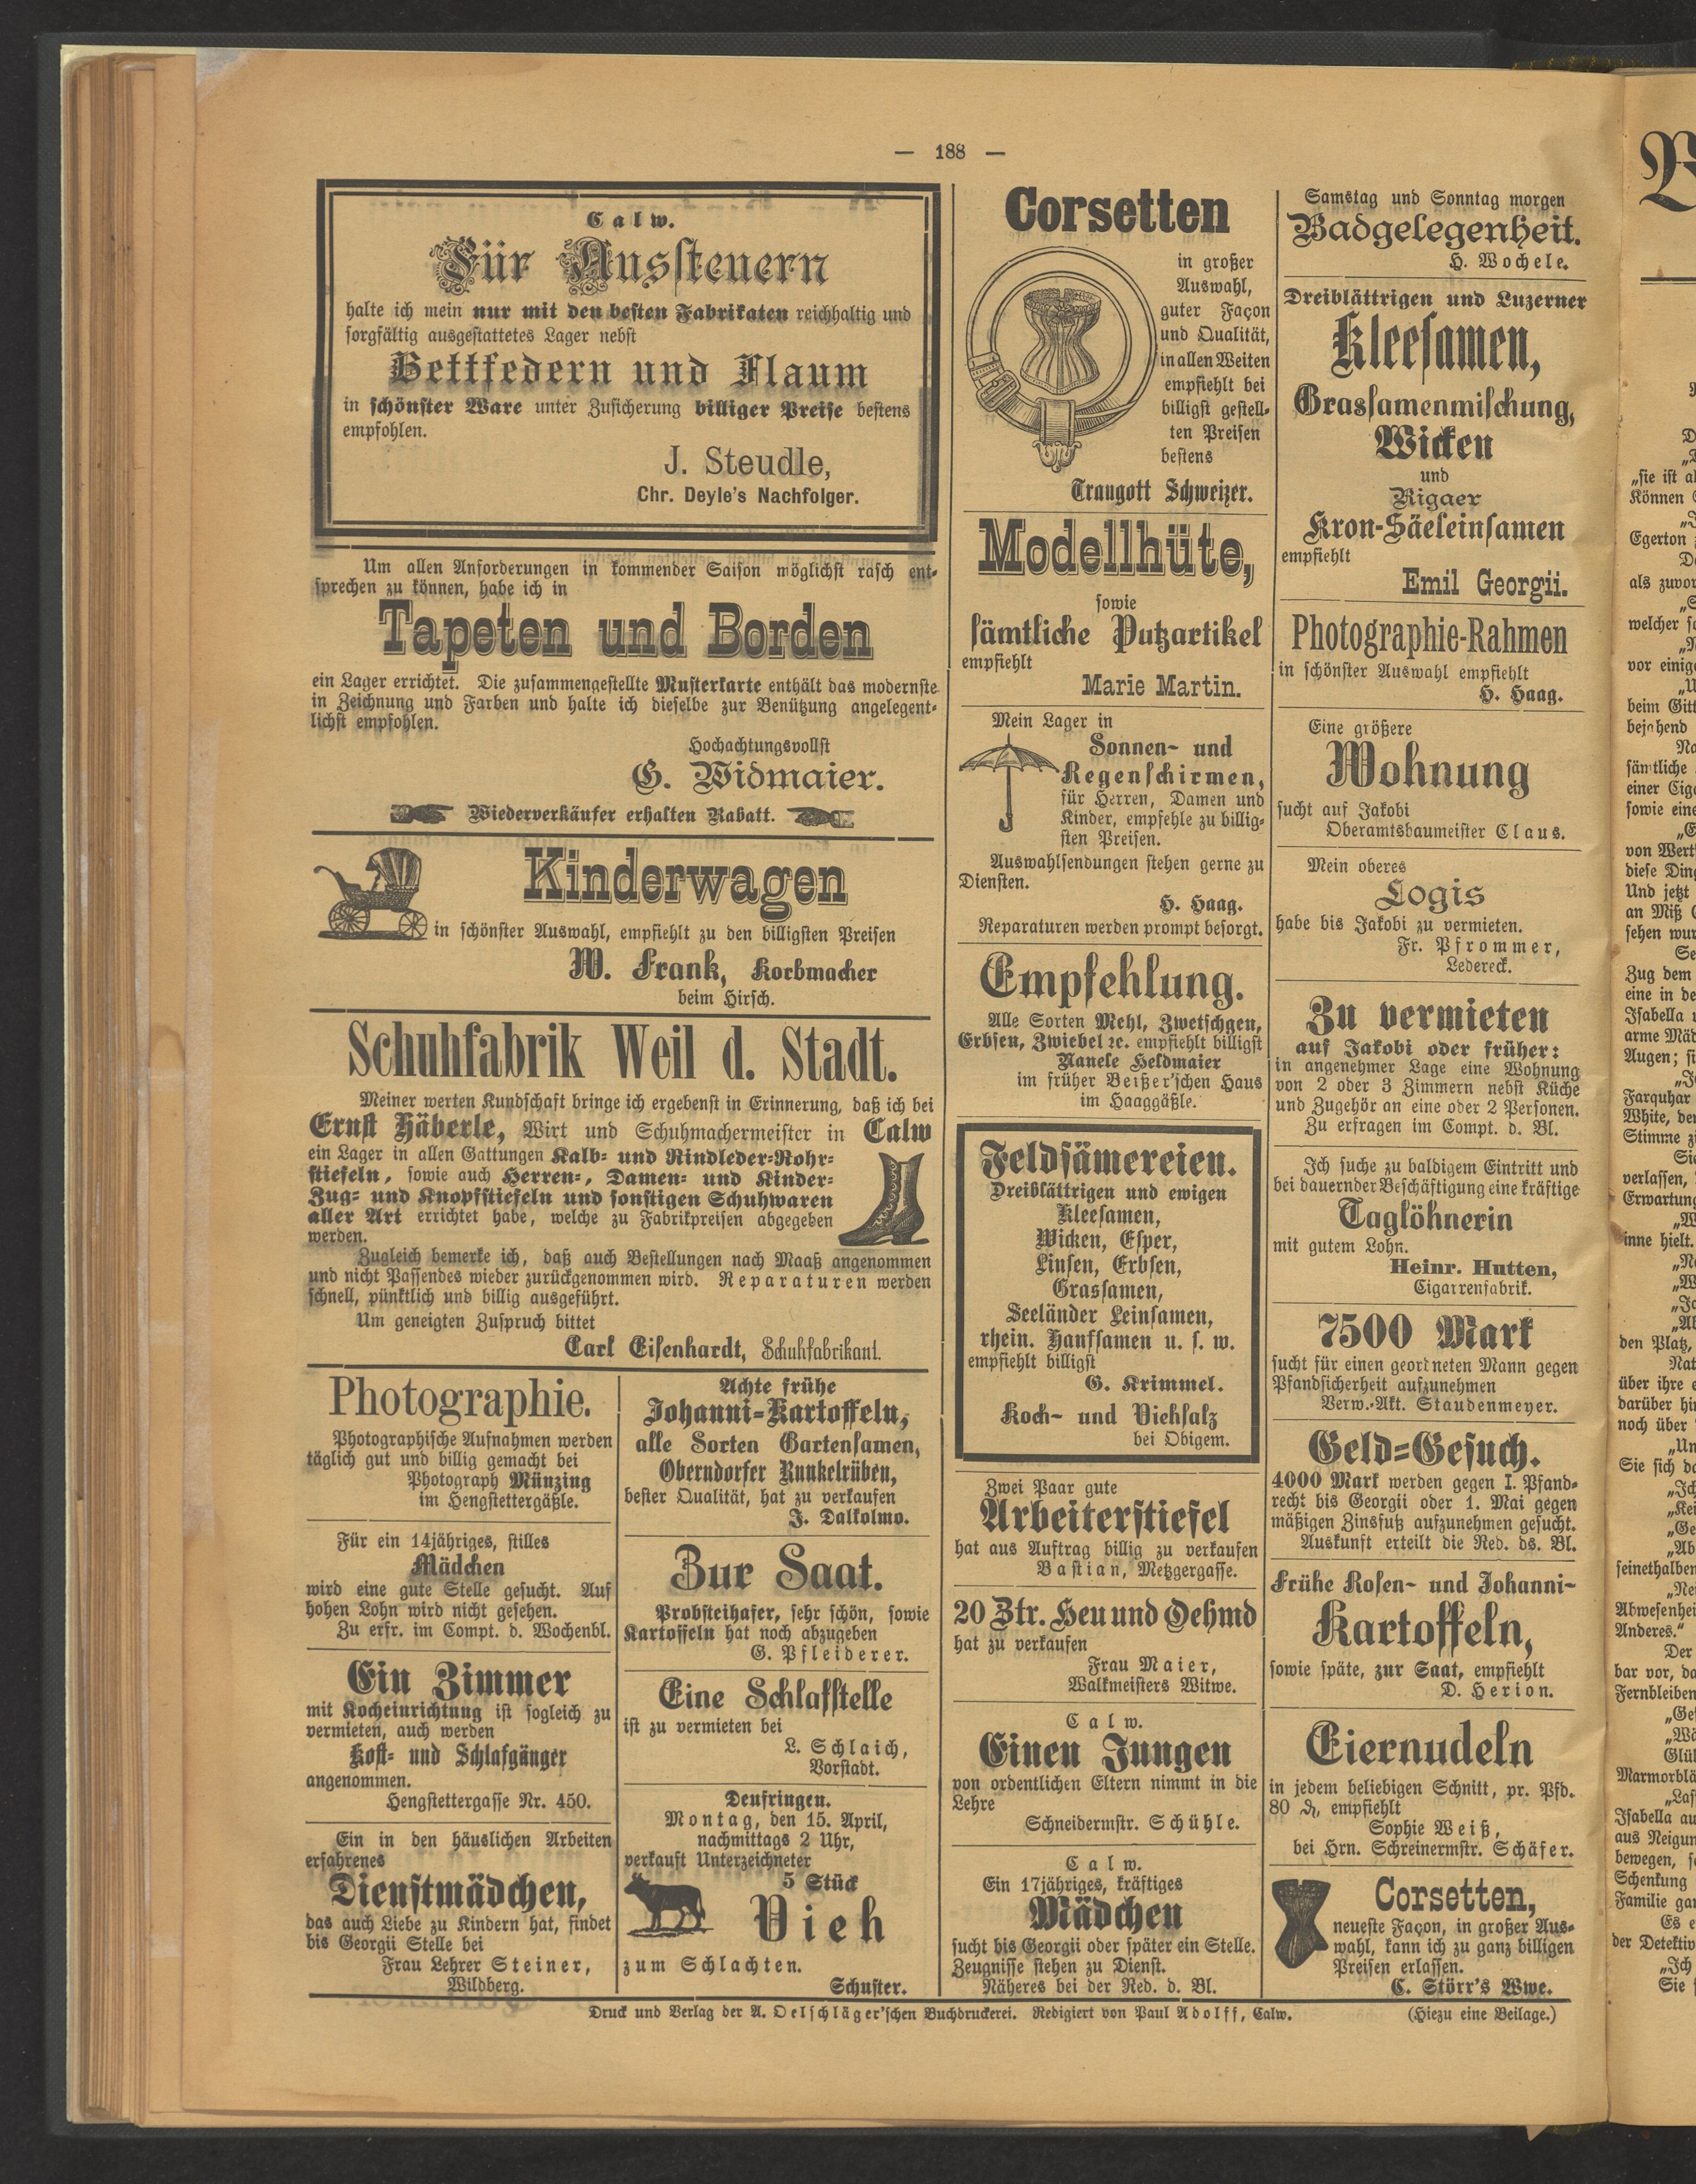 — 188 —
Calw.
Für Aussteuern
halte ich mein nur mit den besten Fabrikaten reichhaltig und
sorgfältig ausgestattetes Lager nebst
Bettfedern und Flaum
in schönster Ware unter Zusicherung billiger Preise bestens
empfohlen.
J. Steudle,
Chr. Deyle's Nachfolger.
Um allen Anforderungen in kommender Saison möglichst rasch ent-
sprechen zu können, habe ich in
Tapeten und Borden
ein Lager errichtet. Die zusammengestellte Musterkarte enthält das modernste
in Zeichnung und Farben und halte ich dieselbe zur Benützung angelegent-
lichst empfohlen.
Hochachtungsvollst
G. Widmaier.
Wiederverkäufer erhalten Rabatt.
Kinderwagen
in schönster Auswahl, empfiehlt zu den billigsten Preisen
W. Frank, Korbmacher
beim Hirsch.
Schuhfabrik Weil d. Stadt.
Meiner werten Kundschaft bringe ich ergebenst in Erinnerung, daß ich bei
Ernst Häberle, Wirt und Schuhmachermeister in Calw
ein Lager in allen Gattungen Kalb- und Rindleder-Rohr-
stiefeln, sowie auch Herren-, Damen- und Kinder-
Zug- und Knopfstiefeln und sonstigen Schuhwaren
aller Art errichtet habe, welche zu Fabrikpreisen abgegeben
werden.
Zugleich bemerke ich, daß auch Bestellungen nach Maaß angenommen
und nicht Passendes wieder zurückgenommen wird. Reparaturen werden
schnell, pünktlich und billig ausgeführt.
Um geneigten Zuspruch bittet
Carl Eisenhardt, Schuhfabrikant.
Photographie.
Photographische Aufnahmen werden
täglich gut und billig gemacht bei
Photograph Münzing
im Hengstettergäßle.
Für ein 14jähriges, stilles
Mädchen
wird eine gute Stelle gesucht. Auf
hohen Lohn wird nicht gesehen.
Zu erfr. im Compt. d. Wochenbl.
Ein Zimmer
mit Kocheinrichtung ist sogleich zu
vermieten, auch werden
Kost- und Schlafgänger
angenommen.
Hengstettergasse Nr. 450.
Ein in den häuslichen Arbeiten
erfahrenes
Dienstmädchen,
das auch Liebe zu Kindern hat, findet
bis Georgii Stelle bei
Frau Lehrer Steiner,
Wildberg.
Achte frühe
Johanni-Kartoffeln,
alle Sorten Gartensamen,
Oberndorfer Runkelrüben,
bester Qualität, hat zu verkaufen
J. Dalkolmo.
Zur Saat.
Probsteihafer, sehr schön, sowie
Kartoffeln hat noch abzugeben
G. Pfleiderer.
Eine Schlafstelle
ist zu vermieten bei
L. Schlaich,
Vorstadt.
Deufringen.
Montag, den 15. April,
nachmittags 2 Uhr,
verkauft Unterzeichneter
5 Stück
Vieh
zum Schlachten.
Schuster.
Corsetten
in großer
Auswahl,
guter Façon
und Qualität,
in allen Weiten
empfiehlt bei
billigst gestell-
ten Preisen
bestens
Traugott Schweizer.
Modellhüte,
sowie
sämtliche Putzartikel
empfiehlt
Marie Martin.
Mein Lager in
Sonnen- und
Regenschirmen,
für Herren, Damen und
Kinder, empfehle zu billig-
sten Preisen.
Auswahlsendungen stehen gerne zu
Diensten.
H. Haag.
Reparaturen werden prompt besorgt.
Empfehlung.
Alle Sorten Mehl, Zwetschgen,
Erbsen, Zwiebel ꝛc. empfiehlt billigst
Nanele Heldmaier
im früher Beißer'schen Haus
im Haaggäßle.
Feldsämereien.
Dreiblättrigen und ewigen
Kleesamen,
Wicken, Esper,
Linsen, Erbsen,
Grassamen,
Seeländer Leinsamen,
rhein. Hanfsamen u. s. w.
empfiehlt billigst
G. Krimmel.
Koch- und Viehsalz
bei Obigem.
Zwei Paar gute
Arbeiterstiefel
hat aus Auftrag billig zu verkaufen
Bastian, Metzgergasse.
20 Ztr. Heu und Oehmd
hat zu verkaufen
Frau Maier,
Walkmeisters Witwe.
Calw.
Einen Jungen
von ordentlichen Eltern nimmt in die
Lehre
Schneidermstr. Schühle.
Calw.
Ein 17jähriges, kräftiges
Mädchen
sucht bis Georgii oder später ein Stelle.
Zeugnisse stehen zu Dienst.
Näheres bei der Red. d. Bl.
Samstag und Sonntag morgen
Badgelegenheit.
H. Wochele.
Dreiblättrigen und Luzerner
Kleesamen,
Grassamenmischung,
Wicken
und
Rigaer
Kron-Säeleinsamen
empfiehlt
Emil Georgii.
Photographie-Rahmen
in schönster Auswahl empfiehlt
H. Haag.
Eine größere
Wohnung
sucht auf Jakobi
Oberamtsbaumeister Claus.
Mein oberes
Logis
habe bis Jakobi zu vermieten.
Fr. Pfrommer,
Ledereck.
Zu vermieten
auf Jakobi oder früher:
in angenehmer Lage eine Wohnung
von 2 oder 3 Zimmern nebst Küche
und Zugehör an eine oder 2 Personen.
Zu erfragen im Compt. d. Bl.
Ich suche zu baldigem Eintritt und
bei dauernder Beschäftigung eine kräftige
Taglöhnerin
mit gutem Lohn.
Heinr. Hutten,
Cigarrenfabrik.
7500 Mark
sucht für einen geordneten Mann gegen
Pfandsicherheit aufzunehmen
Verw.-Akt. Staudenmeyer.
Geld-Gesuch.
4000 Mark werden gegen I. Pfand-
recht bis Georgii oder 1. Mai gegen
mäßigen Zinsfuß aufzunehmen gesucht.
Auskunft erteilt die Red. ds. Bl.
Frühe Rosen- und Johanni-
Kartoffeln,
sowie späte, zur Saat, empfiehlt
D. Herion.
Eiernudeln
in jedem beliebigen Schnitt, pr. Pfd.
80 ₰, empfiehlt
Sophie Weiß,
bei Hrn. Schreinermstr. Schäfer.
Corsetten,
neueste Façon, in großer Aus-
wahl, kann ich zu ganz billigen
Preisen erlassen.
C. Störr's Wwe.
Druck und Verlag der A. Oelschläger'schen Buchdruckerei. Redigiert von Paul Adolff, Calw.
(Hiezu eine Beilage.)